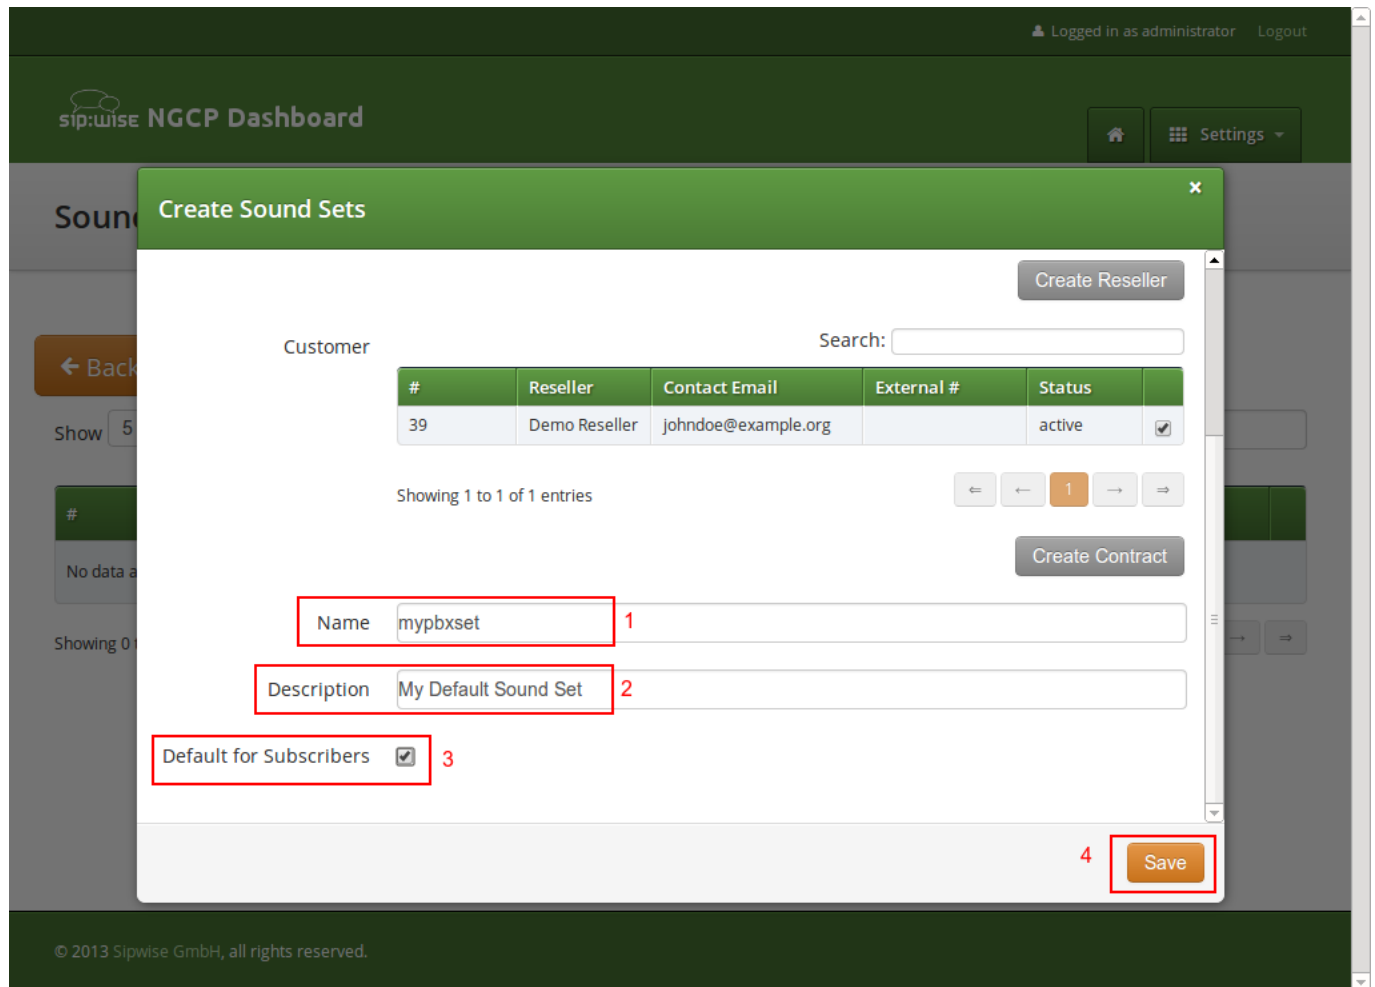 Logged in as administrator Logout
sip:wise NGCP Dashboard
Settings
Create Sound Sets ×
Soun
Create Reseller
Customer Search:
Back
# Reseller Contact Email External # Status
39 Demo Reseller johndoe@example.org active
Show 5
Showing 1 to 1 of 1 entries ⇐ ← 1 → ⇒
#
Create Contract
No data a
Name mypbxset 1
Showing 0 t → ⇒
Description My Default Sound Set 2
Default for Subscribers 3
4 Save
© 2013 Sipwise GmbH, all rights reserved.